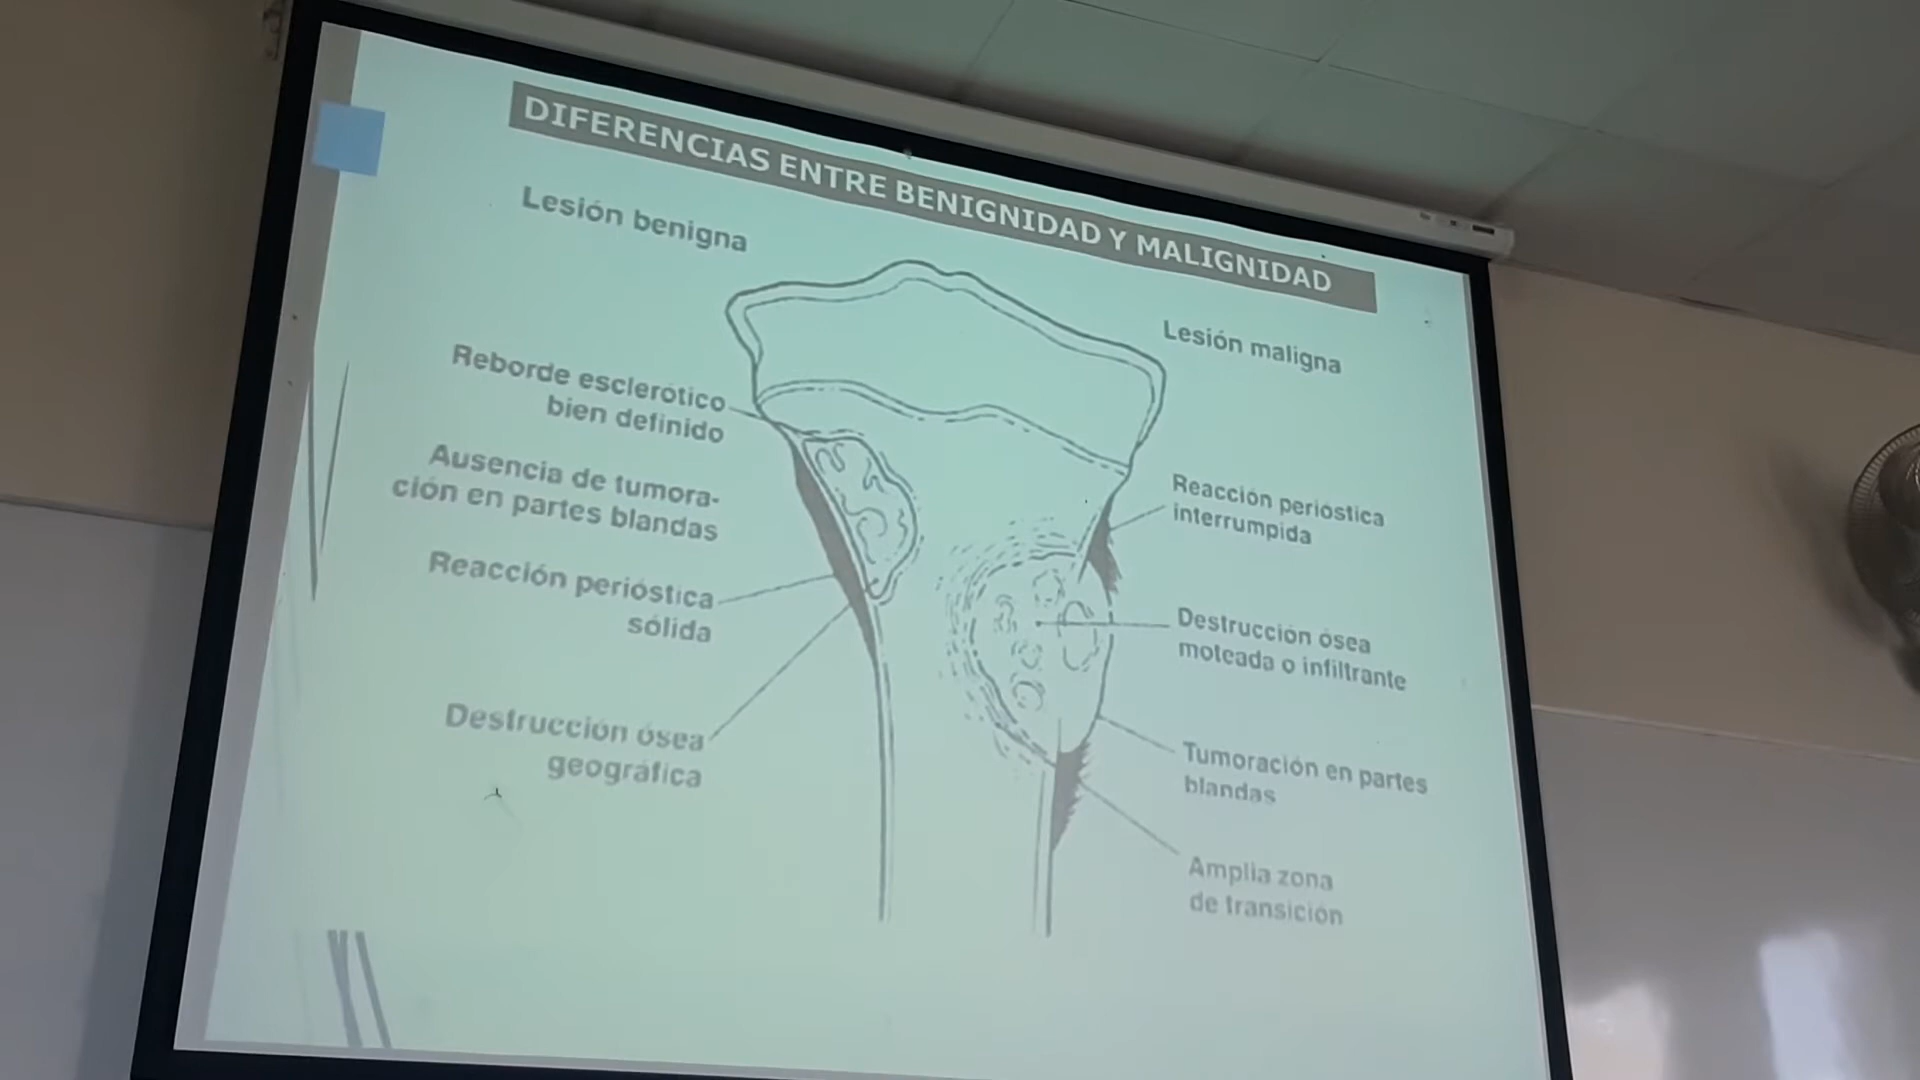 DIFERENCIAS ENTRE BENIGNIDAD Y MALIGNIDAD
Lesión benigna
Reborde esclerótico
bien definido
Ausencia de tumora-
ción en partes blandas
Reacción perióstica
sólida
Destrucción ósea
geográfica
Lesión maligna
Reacción perióstica
interrumpida
Destrucción ósea
moteada o infiltrante
Tumoración en partes
blandas
Amplia zona
de transición